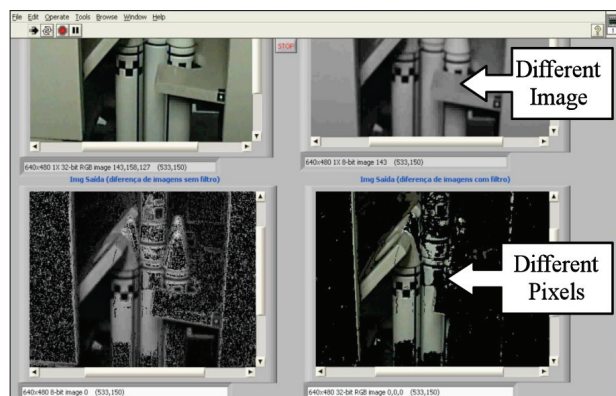 File Edit Operate Tools Browse Window Help
STOP
Different
Image
640x480 1X 32-bit RGB image 143,158,127 (533,150)
640x480 1X 8-bit image 143 (533,150)
Img Saída (diferença de imagens sem filtro)
Img Saída (diferença de imagens com filtro)
Different
Pixels
640x480 8-bit image 0 (533,150)
640x480 32-bit RGB image 0,0,0 (533,150)